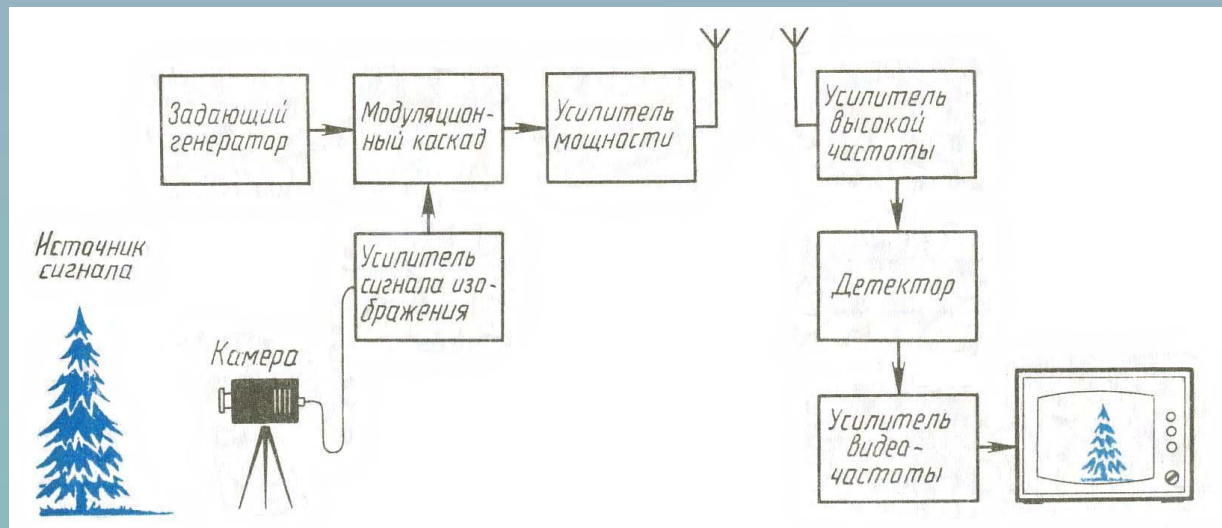 Задающий
генератор
Модуляцион-
ный каскад
Усилитель
мощности
Усилитель
высокой
частоты
Источник
сигнала
Усилитель
сигнала изо-
бражения
Детектор
Камера
Усилитель
видео-
частоты